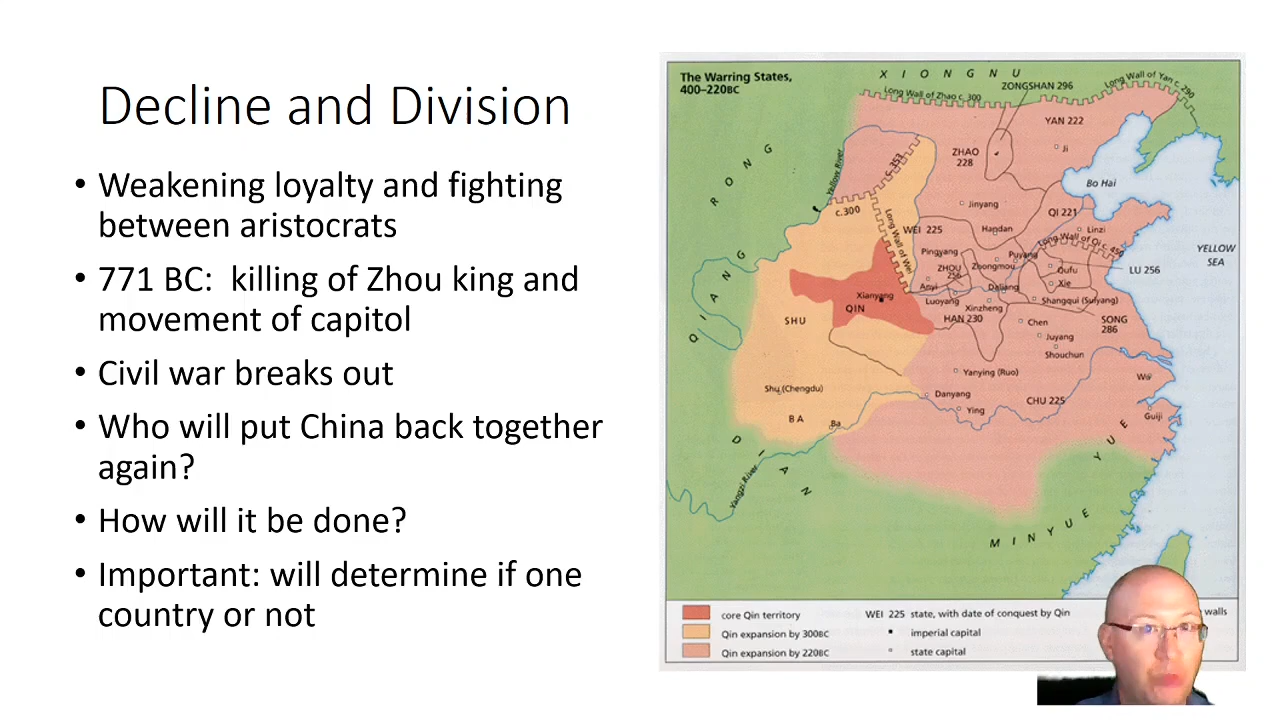 Decline and Division
• Weakening loyalty and fighting
between aristocrats
• 771 BC:  killing of Zhou king and
movement of capitol
• Civil war breaks out
• Who will put China back together
again?
• How will it be done?
• Important: will determine if one
country or not
The Warring States,
400–220BC
XIONGNU
ZONGSHAN 296
Long Wall of Zhao c. 300
Long Wall of Yan c. 290
YAN 222
Ji
ZHAO
228
RONG
Yellow River
c. 353
Bo Hai
c.300
Long Wall of Wei
Jinyang
QI 221
WEI 225
Handan
Linzi
Long Wall of Qi c. 450
YELLOW
SEA
QIANG
Pingyang
Puyang
ZHOU
256
Zhongmou
Qufu
LU 256
Anyi
Daliang
Xie
Xianyang
Luoyang
Shangqui (Suiyang)
QIN
Xinzheng
SHU
HAN 230
Chen
SONG
286
Juyang
Shouchun
Yanying (Ruo)
Wu
Shu (Chengdu)
Danyang
CHU 225
BA
Ba
Ying
Guiji
DIAN
YUE
Yangzi River
MINYUE
core Qin territory
WEI 225 state, with date of conquest by Qin
walls
Qin expansion by 300BC
imperial capital
Qin expansion by 220BC
state capital